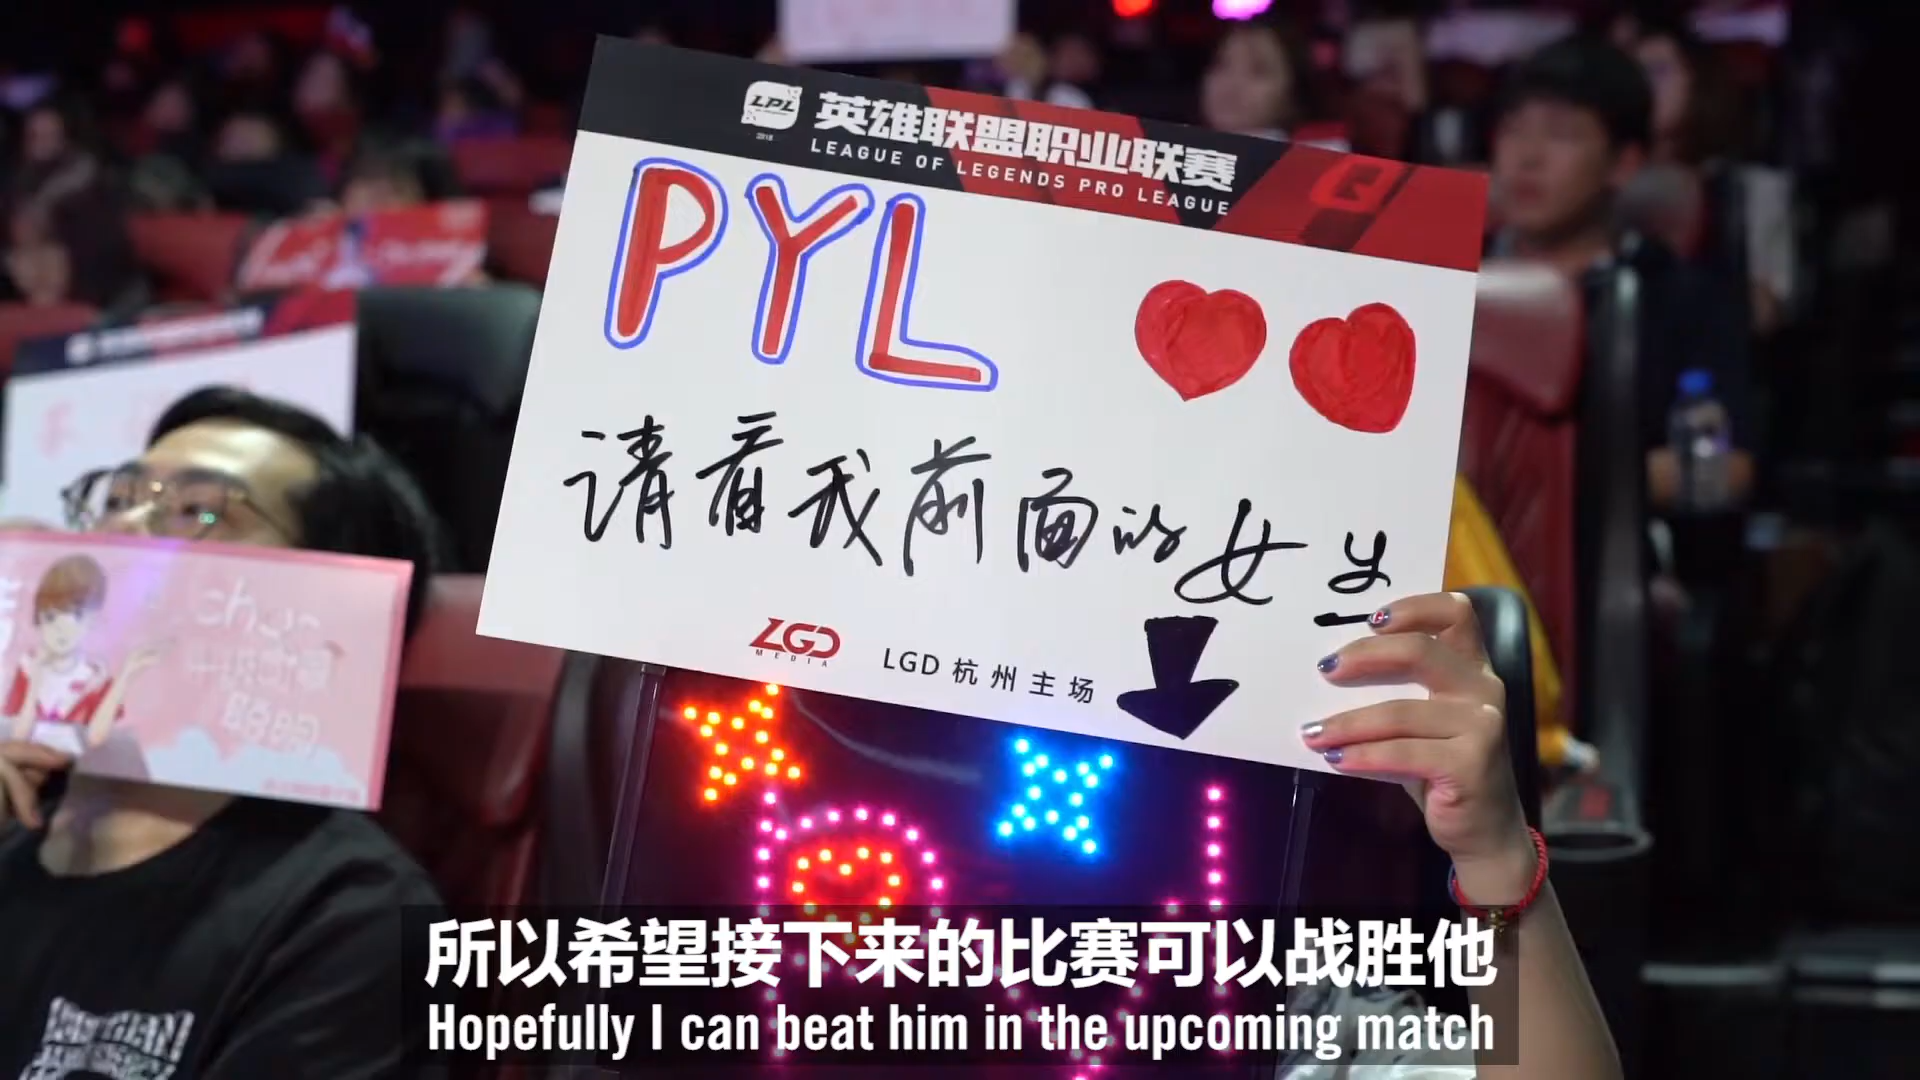 LPL
2018
英雄联盟职业联赛
LEAGUE OF LEGENDS PRO LEAGUE
PYL
请看我前面的女生
LGD
MEDIA
LGD 杭州主场
所以希望接下来的比赛可以战胜他
Hopefully I can beat him in the upcoming match